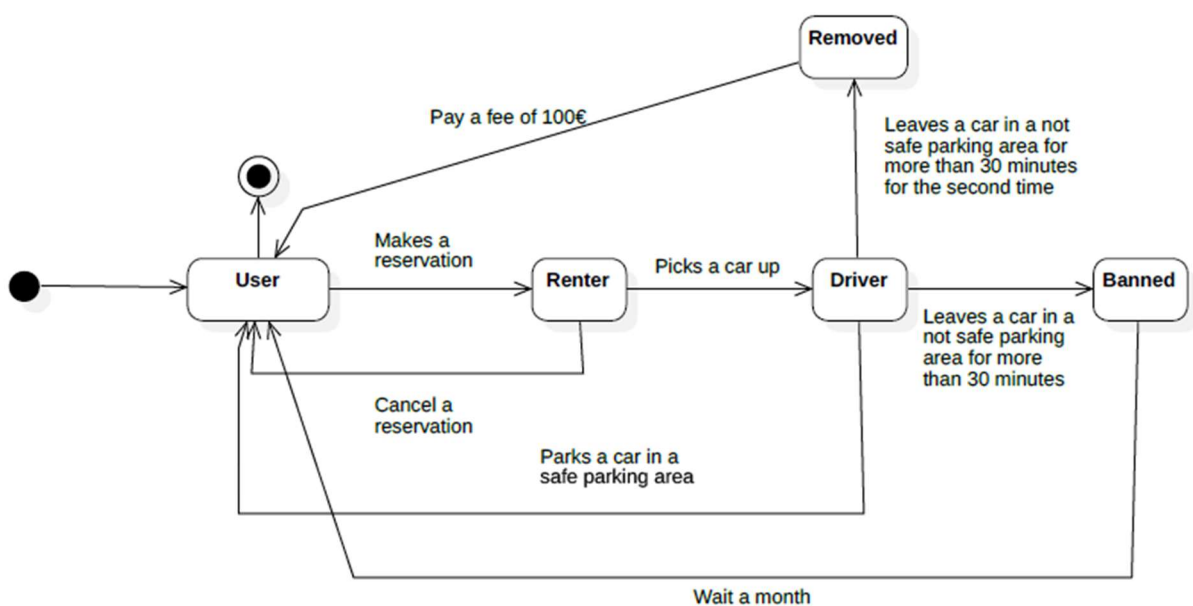 Removed
Pay a fee of 100€
Leaves a car in a not
safe parking area for
more than 30 minutes
for the second time
Makes a
reservation
User
Renter
Picks a car up
Driver
Banned
Leaves a car in a
not safe parking
area for more
than 30 minutes
Cancel a
reservation
Parks a car in a
safe parking area
Wait a month